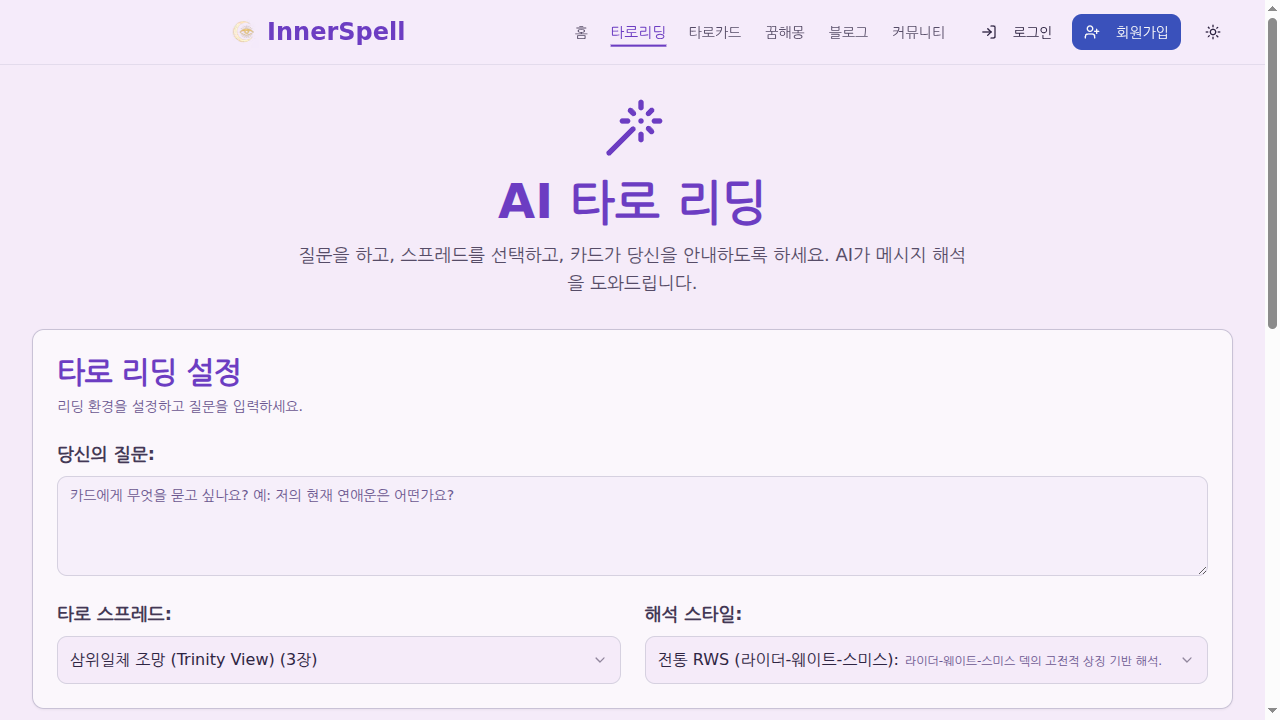 InnerSpell
홈
타로리딩
타로카드
꿈해몽
블로그
커뮤니티
로그인
회원가입
AI 타로 리딩
질문을 하고, 스프레드를 선택하고, 카드가 당신을 안내하도록 하세요. AI가 메시지 해석
을 도와드립니다.
타로 리딩 설정
리딩 환경을 설정하고 질문을 입력하세요.
당신의 질문:
카드에게 무엇을 묻고 싶나요? 예: 저의 현재 연애운은 어떤가요?
타로 스프레드:
해석 스타일:
삼위일체 조망 (Trinity View) (3장)
전통 RWS (라이더-웨이트-스미스): 라이더-웨이트-스미스 덱의 고전적 상징 기반 해석.